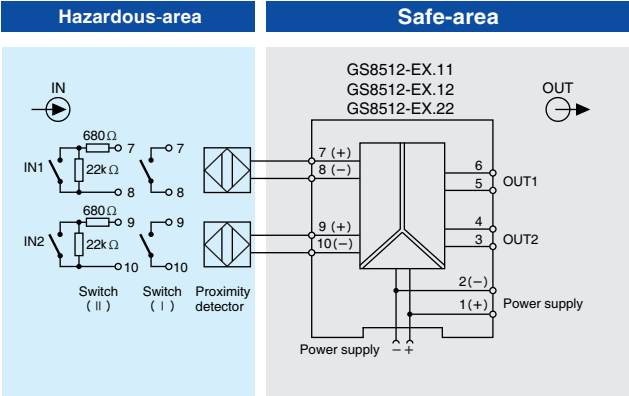 Hazardous-area
Safe-area
IN
GS8512-EX.11
GS8512-EX.12
GS8512-EX.22
OUT
680Ω
7
7
IN1
22kΩ
8
8
7 (+)
8 (−)
6
5
OUT1
680Ω
9
9
IN2
22kΩ
10
10
9 (+)
10(−)
4
3
OUT2
Switch
( II )
Switch
( I )
Proximity
detector
2(−)
1(+)
Power supply
Power supply
− +